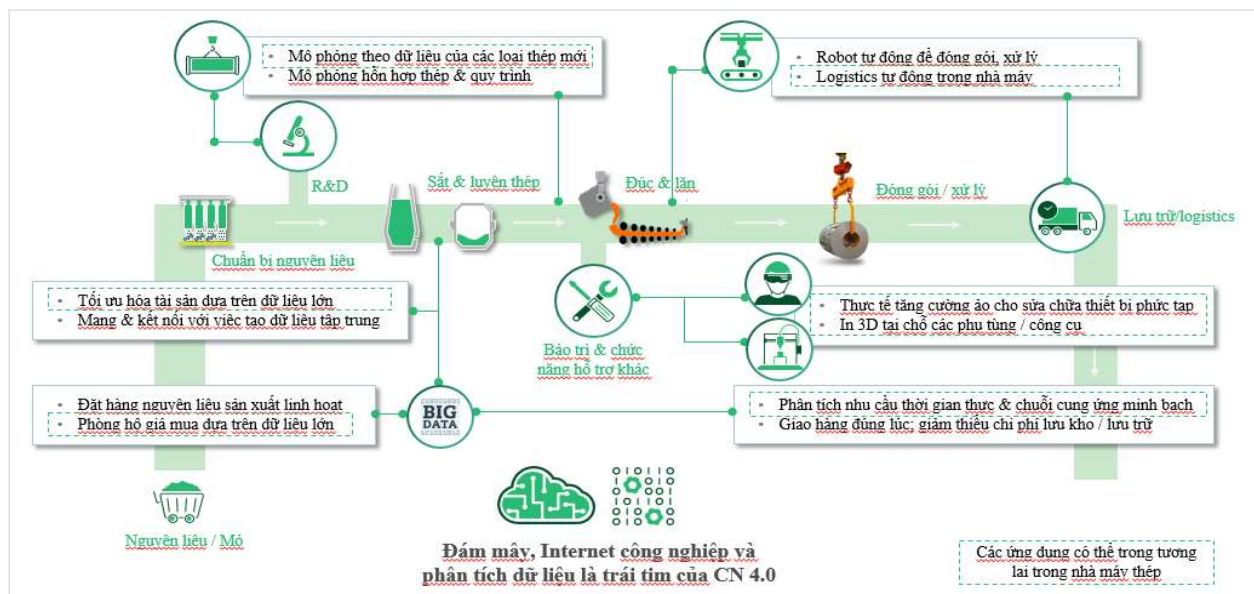 Mô phỏng theo dữ liệu của các loại thép mới
Mô phỏng hỗn hợp thép & quy trình
Robot tự động để đóng gói, xử lý
Logistics tự động trong nhà máy
R&D
Sắt & luyện thép
Đúc & lăn
Đóng gói / xử lý
Lưu trữ/logistics
Chuẩn bị nguyên liệu
Tối ưu hóa tài sản dựa trên dữ liệu lớn
Mạng & kết nối với việc tạo dữ liệu tập trung
Bảo trì & chức
năng hỗ trợ khác
Thực tế tăng cường ảo cho sửa chữa thiết bị phức tạp
In 3D tại chỗ các phụ tùng / công cụ
Đặt hàng nguyên liệu sản xuất linh hoạt
Phòng hộ giá mua dựa trên dữ liệu lớn
BIG
DATA
Phân tích nhu cầu thời gian thực & chuỗi cung ứng minh bạch
Giao hàng đúng lúc; giảm thiểu chi phí lưu kho / lưu trữ
Nguyên liệu / Mỏ
Đám mây, Internet công nghiệp và
phân tích dữ liệu là trái tim của CN 4.0
Các ứng dụng có thể trong tương
lai trong nhà máy thép